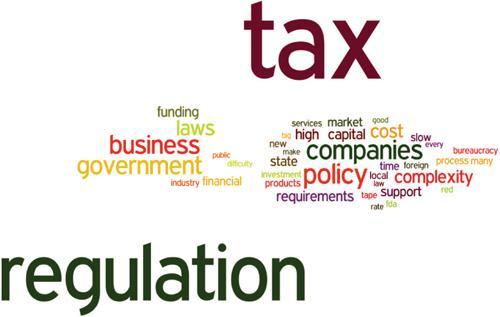 tax
funding
laws
business
public
government
difficulty
industry financial
services market good
big high capital cost slow
new make companies every
state bureaucracy
time foreign process many
investment policy local complexity
products law
requirements tape support red
rate fda
regulation